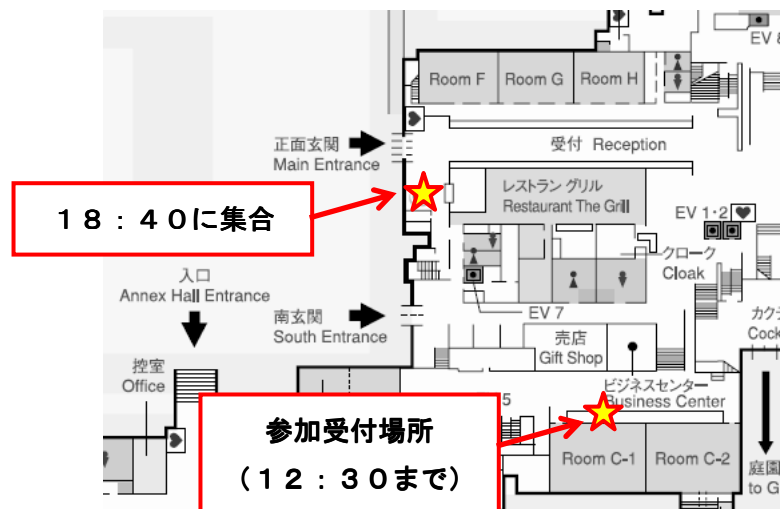 EV 8
Room F
Room G
Room H
正面玄関
Main Entrance
受付 Reception
18:40に集合
レストラン グリル
Restaurant The Grill
EV 1・2
クローク
Cloak
入口
Annex Hall Entrance
南玄関
South Entrance
EV 7
売店
Gift Shop
カク
Cock
控室
Office
ビジネスセンター
Business Center
5
参加受付場所
(12:30まで)
Room C-1
Room C-2
庭園
to G